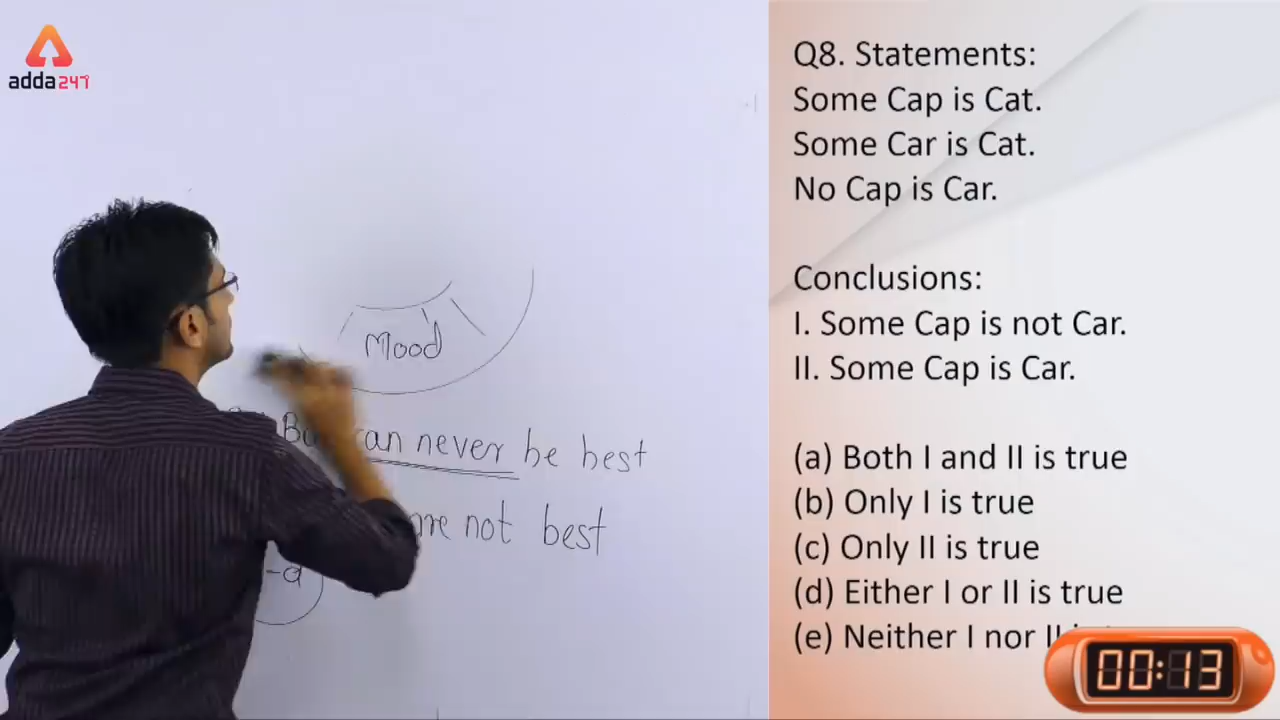 adda247
Mood
can never be best
not best
Q8. Statements:
Some Cap is Cat.
Some Car is Cat.
No Cap is Car.
Conclusions:
I. Some Cap is not Car.
II. Some Cap is Car.
(a) Both I and II is true
(b) Only I is true
(c) Only II is true
(d) Either I or II is true
(e) Neither I nor II
00:13